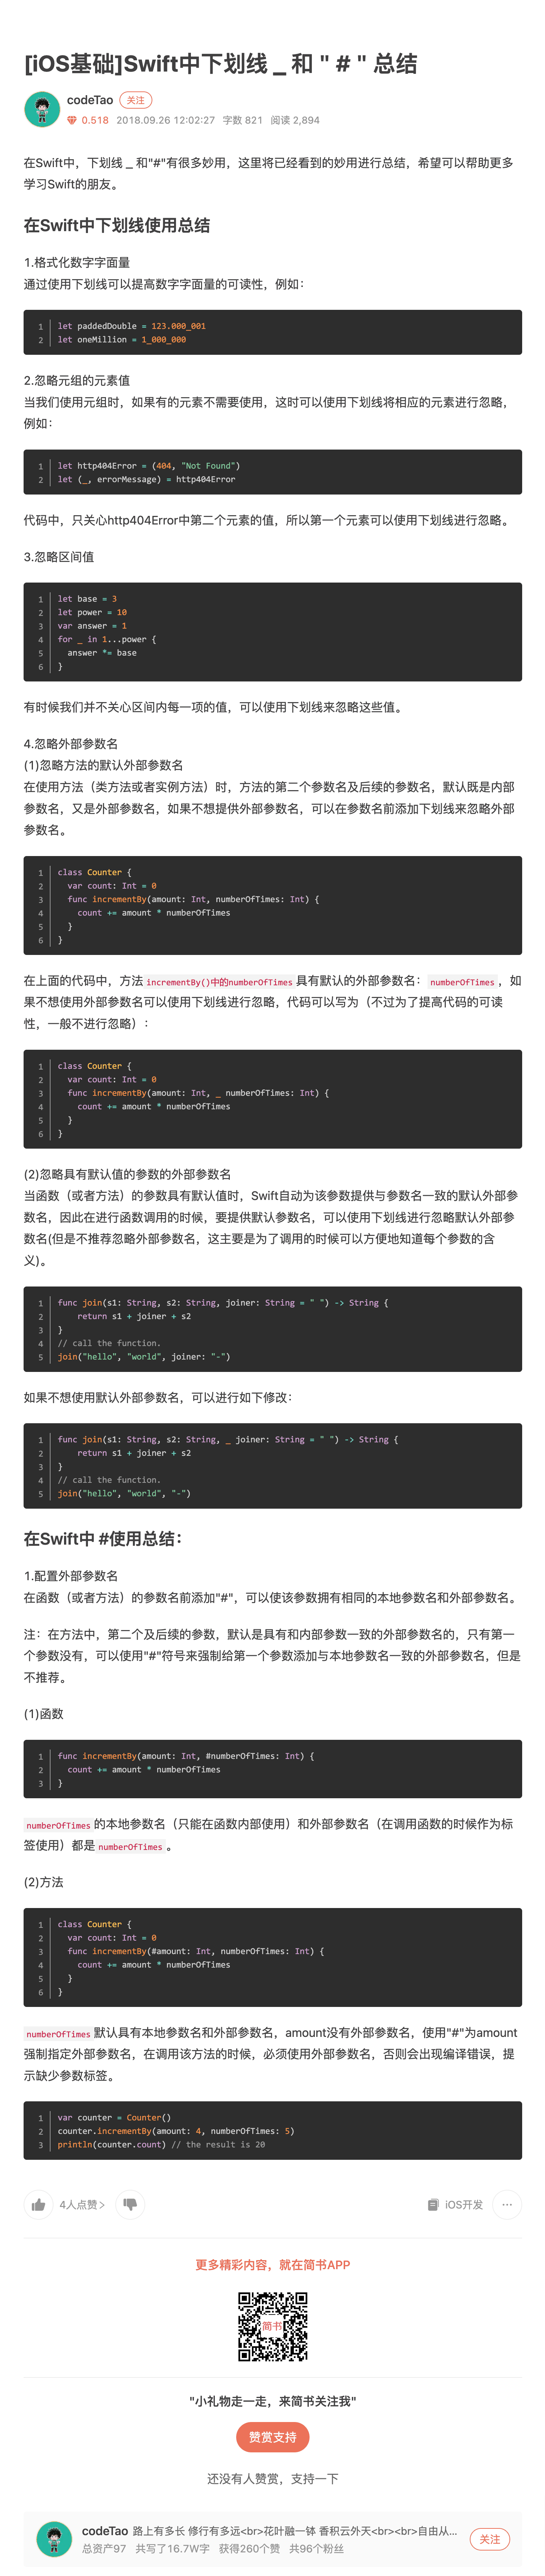 [iOS基础]Swift中下划线 _ 和 " # " 总结
codeTao 关注
0.518 2018.09.26 12:02:27 字数 821 阅读 2,894
在Swift中，下划线 _ 和"#"有很多妙用，这里将已经看到的妙用进行总结，希望可以帮助更多
学习Swift的朋友。
在Swift中下划线使用总结
1.格式化数字字面量
通过使用下划线可以提高数字字面量的可读性，例如：
1 let paddedDouble = 123.000_001
2 let oneMillion = 1_000_000
2.忽略元组的元素值
当我们使用元组时，如果有的元素不需要使用，这时可以使用下划线将相应的元素进行忽略，
例如：
1 let http404Error = (404, "Not Found")
2 let (_, errorMessage) = http404Error
代码中，只关心http404Error中第二个元素的值，所以第一个元素可以使用下划线进行忽略。
3.忽略区间值
1 let base = 3
2 let power = 10
3 var answer = 1
4 for _ in 1...power {
5   answer *= base
6 }
有时候我们并不关心区间内每一项的值，可以使用下划线来忽略这些值。
4.忽略外部参数名
(1)忽略方法的默认外部参数名
在使用方法（类方法或者实例方法）时，方法的第二个参数名及后续的参数名，默认既是内部
参数名，又是外部参数名，如果不想提供外部参数名，可以在参数名前添加下划线来忽略外部
参数名。
1 class Counter {
2   var count: Int = 0
3   func incrementBy(amount: Int, numberOfTimes: Int) {
4     count += amount * numberOfTimes
5   }
6 }
在上面的代码中，方法 incrementBy()中的numberOfTimes 具有默认的外部参数名： numberOfTimes ，如
果不想使用外部参数名可以使用下划线进行忽略，代码可以写为（不过为了提高代码的可读
性，一般不进行忽略）：
1 class Counter {
2   var count: Int = 0
3   func incrementBy(amount: Int, _ numberOfTimes: Int) {
4     count += amount * numberOfTimes
5   }
6 }
(2)忽略具有默认值的参数的外部参数名
当函数（或者方法）的参数具有默认值时，Swift自动为该参数提供与参数名一致的默认外部参
数名，因此在进行函数调用的时候，要提供默认参数名，可以使用下划线进行忽略默认外部参
数名(但是不推荐忽略外部参数名，这主要是为了调用的时候可以方便地知道每个参数的含
义)。
1 func join(s1: String, s2: String, joiner: String = " ") -> String {
2     return s1 + joiner + s2
3 }
4 // call the function.
5 join("hello", "world", joiner: "-")
如果不想使用默认外部参数名，可以进行如下修改：
1 func join(s1: String, s2: String, _ joiner: String = " ") -> String {
2     return s1 + joiner + s2
3 }
4 // call the function.
5 join("hello", "world", "-")
在Swift中 #使用总结：
1.配置外部参数名
在函数（或者方法）的参数名前添加"#"，可以使该参数拥有相同的本地参数名和外部参数名。
注：在方法中，第二个及后续的参数，默认是具有和内部参数一致的外部参数名的，只有第一
个参数没有，可以使用"#"符号来强制给第一个参数添加与本地参数名一致的外部参数名，但是
不推荐。
(1)函数
1 func incrementBy(amount: Int, #numberOfTimes: Int) {
2   count += amount * numberOfTimes
3 }
numberOfTimes 的本地参数名（只能在函数内部使用）和外部参数名（在调用函数的时候作为标
签使用）都是 numberOfTimes 。
(2)方法
1 class Counter {
2   var count: Int = 0
3   func incrementBy(#amount: Int, numberOfTimes: Int) {
4     count += amount * numberOfTimes
5   }
6 }
numberOfTimes 默认具有本地参数名和外部参数名，amount没有外部参数名，使用"#"为amount
强制指定外部参数名，在调用该方法的时候，必须使用外部参数名，否则会出现编译错误，提
示缺少参数标签。
1 var counter = Counter()
2 counter.incrementBy(amount: 4, numberOfTimes: 5)
3 println(counter.count) // the result is 20
4人点赞 > iOS开发 ...
更多精彩内容，就在简书APP
简书
"小礼物走一走，来简书关注我"
赞赏支持
还没有人赞赏，支持一下
codeTao 路上有多长 修行有多远<br>花叶融一钵 香积云外天<br><br>自由从... 关注
总资产97 共写了16.7W字 获得260个赞 共96个粉丝